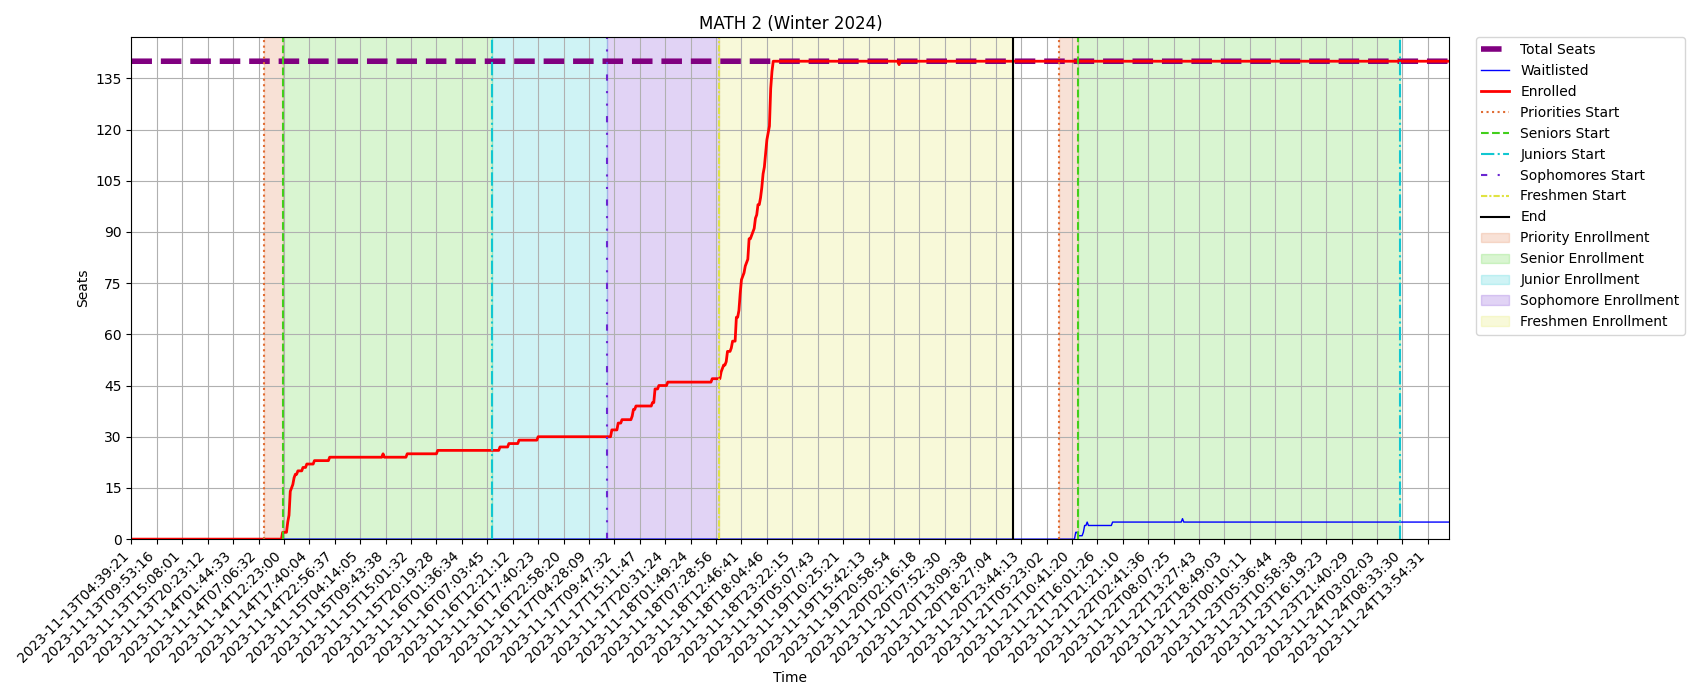 MATH 2 (Winter 2024)
Seats
135
120
105
90
75
60
45
30
15
0
2023-11-13T04:39:21
2023-11-13T09:53:16
2023-11-13T15:08:01
2023-11-13T20:23:12
2023-11-14T01:44:33
2023-11-14T07:06:32
2023-11-14T12:23:00
2023-11-14T17:40:04
2023-11-14T22:56:37
2023-11-15T04:14:05
2023-11-15T09:43:38
2023-11-15T15:01:32
2023-11-15T20:19:28
2023-11-16T01:36:34
2023-11-16T07:03:45
2023-11-16T12:21:12
2023-11-16T17:40:23
2023-11-16T22:58:20
2023-11-17T04:28:09
2023-11-17T09:47:32
2023-11-17T15:11:47
2023-11-17T20:31:24
2023-11-18T01:49:24
2023-11-18T07:28:56
2023-11-18T12:46:41
2023-11-18T18:04:46
2023-11-18T23:22:15
2023-11-19T05:07:43
2023-11-19T10:25:21
2023-11-19T15:42:13
2023-11-19T20:58:54
2023-11-20T02:16:18
2023-11-20T07:52:30
2023-11-20T13:09:38
2023-11-20T18:27:04
2023-11-20T23:44:13
2023-11-21T05:23:02
2023-11-21T10:41:20
2023-11-21T16:01:26
2023-11-21T21:21:10
2023-11-22T02:41:36
2023-11-22T08:07:25
2023-11-22T13:27:43
2023-11-22T18:49:03
2023-11-23T00:10:11
2023-11-23T05:36:44
2023-11-23T10:58:38
2023-11-23T16:19:23
2023-11-23T21:40:29
2023-11-24T03:02:03
2023-11-24T08:33:30
2023-11-24T13:54:31
Time
Total Seats
Waitlisted
Enrolled
Priorities Start
Seniors Start
Juniors Start
Sophomores Start
Freshmen Start
End
Priority Enrollment
Senior Enrollment
Junior Enrollment
Sophomore Enrollment
Freshmen Enrollment